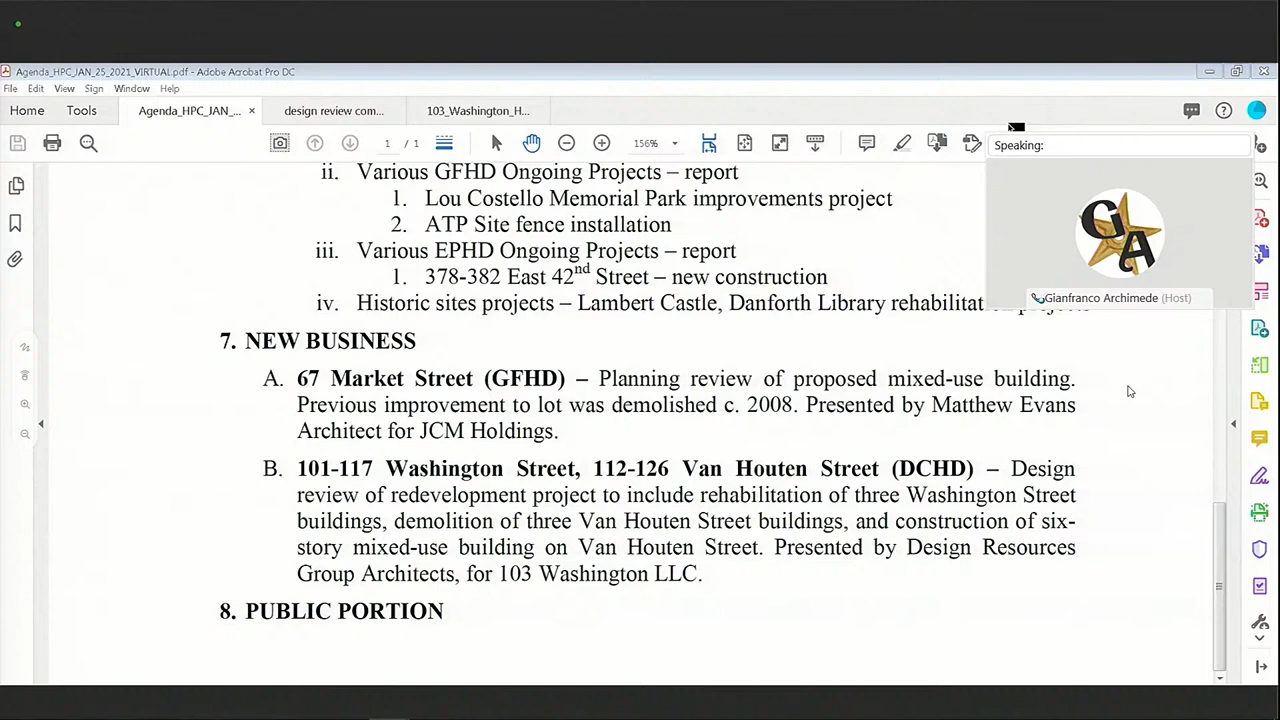 Agenda_HPC_JAN_25_2021_VIRTUAL.pdf - Adobe Acrobat Pro DC
File Edit View Sign Window Help
Home Tools Agenda_HPC_JAN_... × design review com... 103_Washington_H...
1 / 1 156%
Speaking:
GA
Gianfranco Archimede (Host)
ii. Various GFHD Ongoing Projects – report
1. Lou Costello Memorial Park improvements project
2. ATP Site fence installation
iii. Various EPHD Ongoing Projects – report
1. 378-382 East 42nd Street – new construction
iv. Historic sites projects – Lambert Castle, Danforth Library rehabilitation projects
7. NEW BUSINESS
A. 67 Market Street (GFHD) – Planning review of proposed mixed-use building.
Previous improvement to lot was demolished c. 2008. Presented by Matthew Evans
Architect for JCM Holdings.
B. 101-117 Washington Street, 112-126 Van Houten Street (DCHD) – Design
review of redevelopment project to include rehabilitation of three Washington Street
buildings, demolition of three Van Houten Street buildings, and construction of six-
story mixed-use building on Van Houten Street. Presented by Design Resources
Group Architects, for 103 Washington LLC.
8. PUBLIC PORTION